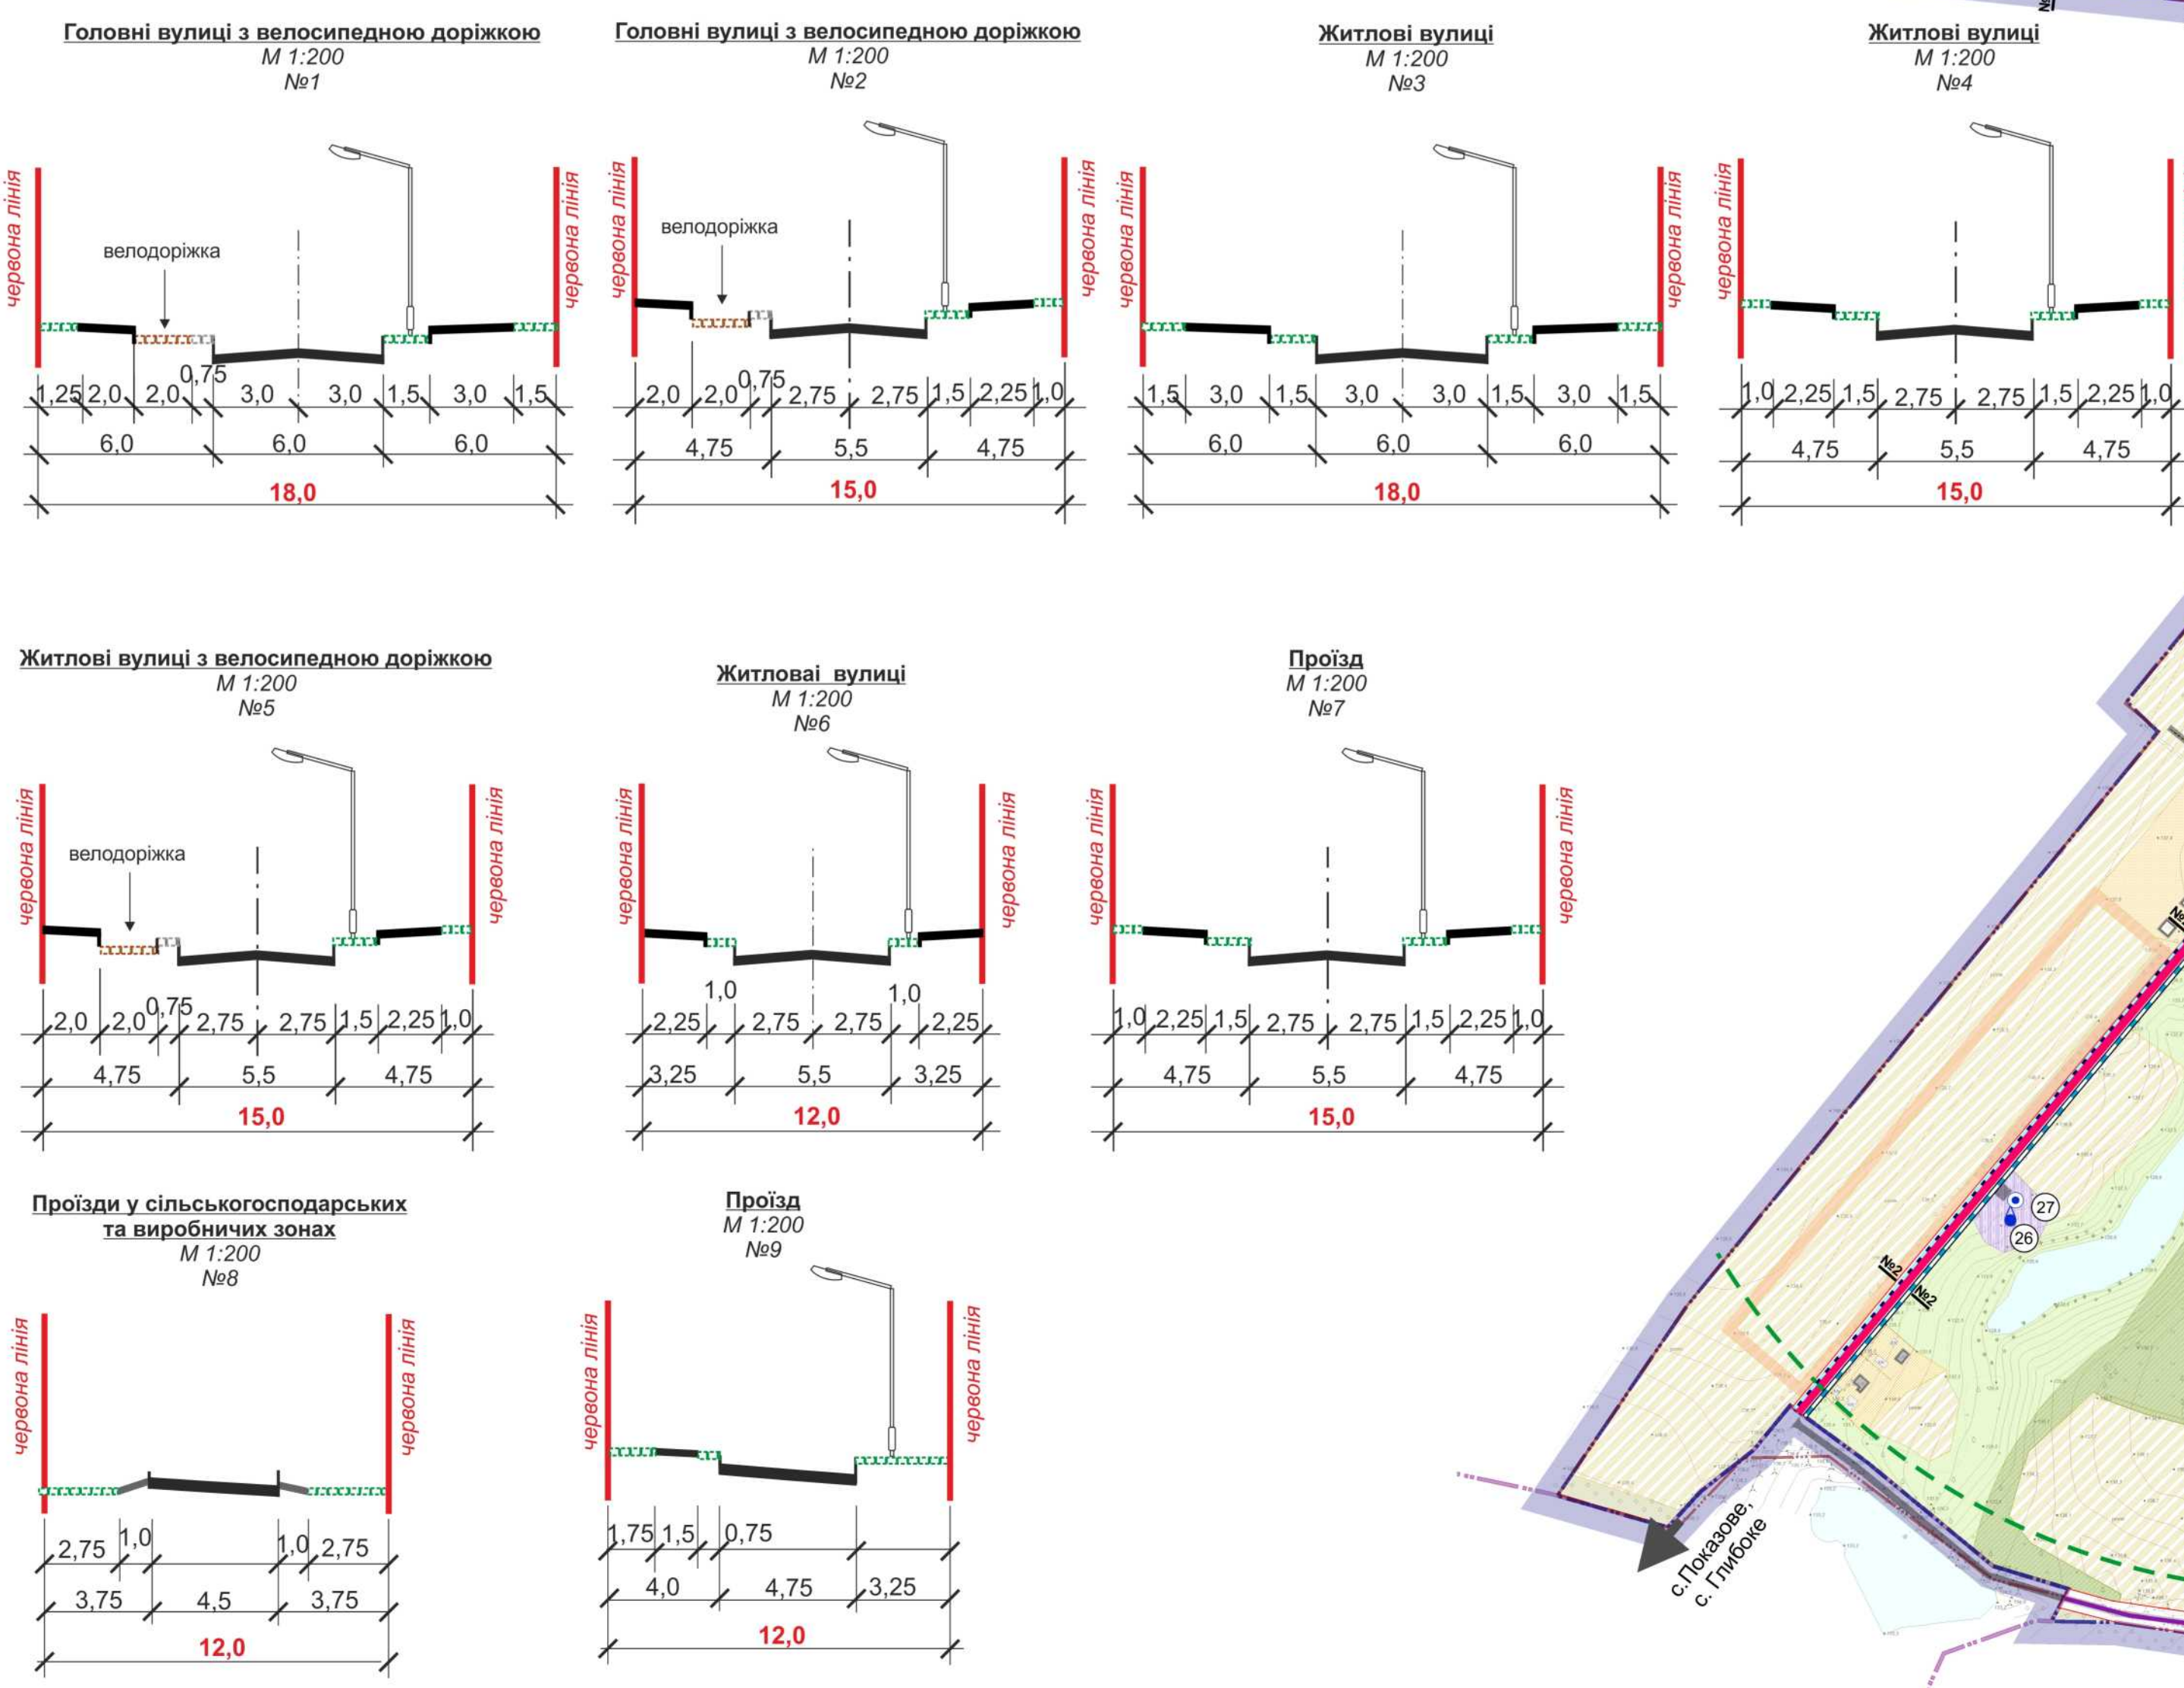 Головні вулиці з велосипедною доріжкою
М 1:200
№1
червона лінія
велодоріжка
червона лінія
1,25 2,0 2,0 0,75 3,0 3,0 1,5 3,0 1,5
6,0 6,0 6,0
18,0
Головні вулиці з велосипедною доріжкою
М 1:200
№2
червона лінія
велодоріжка
червона лінія
2,0 2,0 0,75 2,75 2,75 1,5 2,25 1,0
4,75 5,5 4,75
15,0
Житлові вулиці
М 1:200
№3
червона лінія
червона лінія
1,5 3,0 1,5 3,0 3,0 1,5 3,0 1,5
6,0 6,0 6,0
18,0
Житлові вулиці
М 1:200
№4
червона лінія
1,0 2,25 1,5 2,75 2,75 1,5 2,25 1,0
4,75 5,5 4,75
15,0
Житлові вулиці з велосипедною доріжкою
М 1:200
№5
червона лінія
велодоріжка
червона лінія
2,0 2,0 0,75 2,75 2,75 1,5 2,25 1,0
4,75 5,5 4,75
15,0
Житловаі вулиці
М 1:200
№6
червона лінія
червона лінія
1,0 1,0
2,25 2,75 2,75 2,25
3,25 5,5 3,25
12,0
Проїзд
М 1:200
№7
червона лінія
червона лінія
1,0 2,25 1,5 2,75 2,75 1,5 2,25 1,0
4,75 5,5 4,75
15,0
Проїзди у сільськогосподарських
та виробничих зонах
М 1:200
№8
червона лінія
червона лінія
2,75 1,0 1,0 2,75
3,75 4,5 3,75
12,0
Проїзд
М 1:200
№9
червона лінія
червона лінія
1,75 1,5 0,75
4,0 4,75 3,25
12,0
27
26
№2
№2
с.Показове,
с. Глибоке